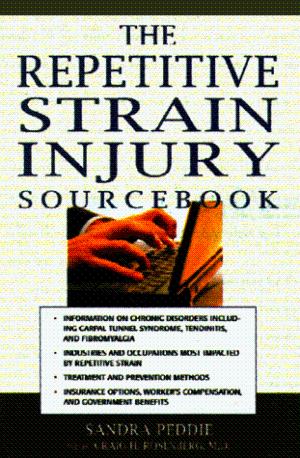 THE
REPETITIVE
STRAIN
INJURY
SOURCEBOOK
• INFORMATION ON CHRONIC DISORDERS INCLUD-
ING CARPAL TUNNEL SYNDROME, TENDINITIS,
AND FIBROMYALGIA
• INDUSTRIES AND OCCUPATIONS MOST IMPACTED
BY REPETITIVE STRAIN
• TREATMENT AND PREVENTION METHODS
• INSURANCE OPTIONS, WORKER'S COMPENSATION,
AND GOVERNMENT BENEFITS
SANDRA PEDDIE
CRAIG H. ROSENBERG, M.D.